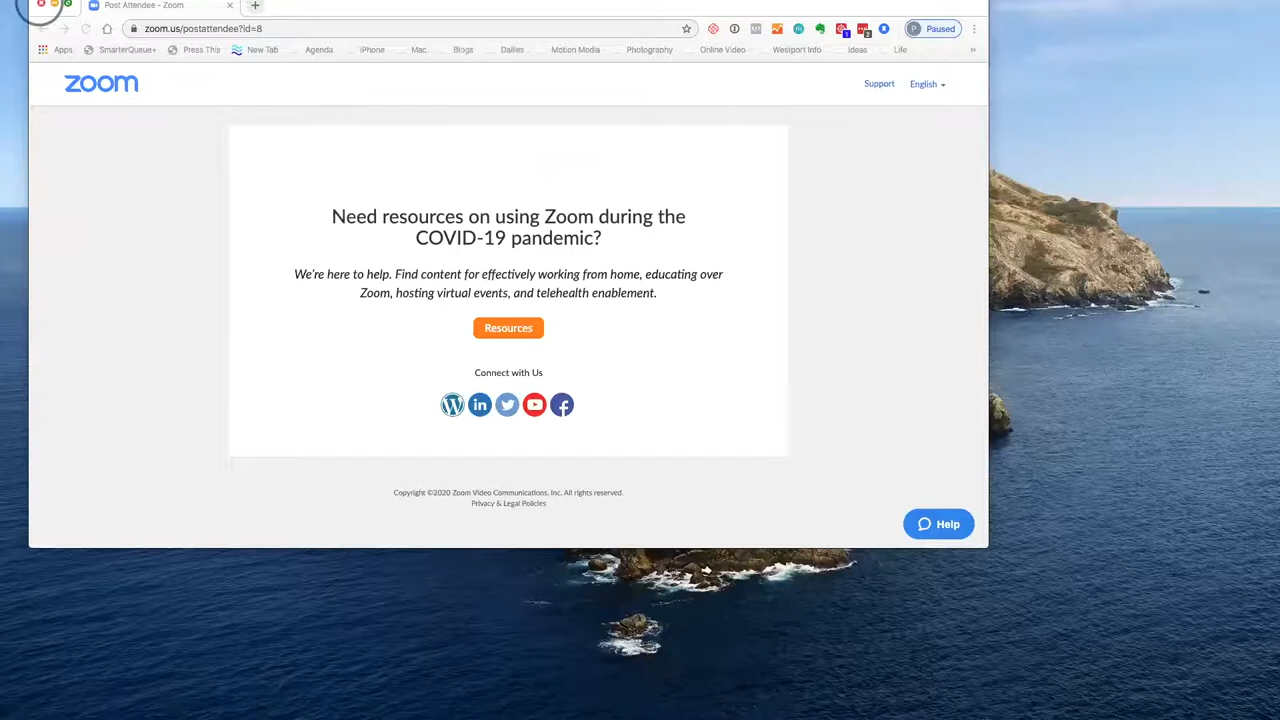 Post Attendee - Zoom
zoom.us/postattendee?id=8
1
2
P Paused
Apps SmarterQueue+ Press This New Tab Agenda iPhone Mac Blogs Dailies Motion Media Photography Online Video Westport Info Ideas Life »
zoom
Support English
Need resources on using Zoom during the
COVID-19 pandemic?
We're here to help. Find content for effectively working from home, educating over
Zoom, hosting virtual events, and telehealth enablement.
Resources
Connect with Us
Copyright ©2020 Zoom Video Communications, Inc. All rights reserved.
Privacy & Legal Policies
Help